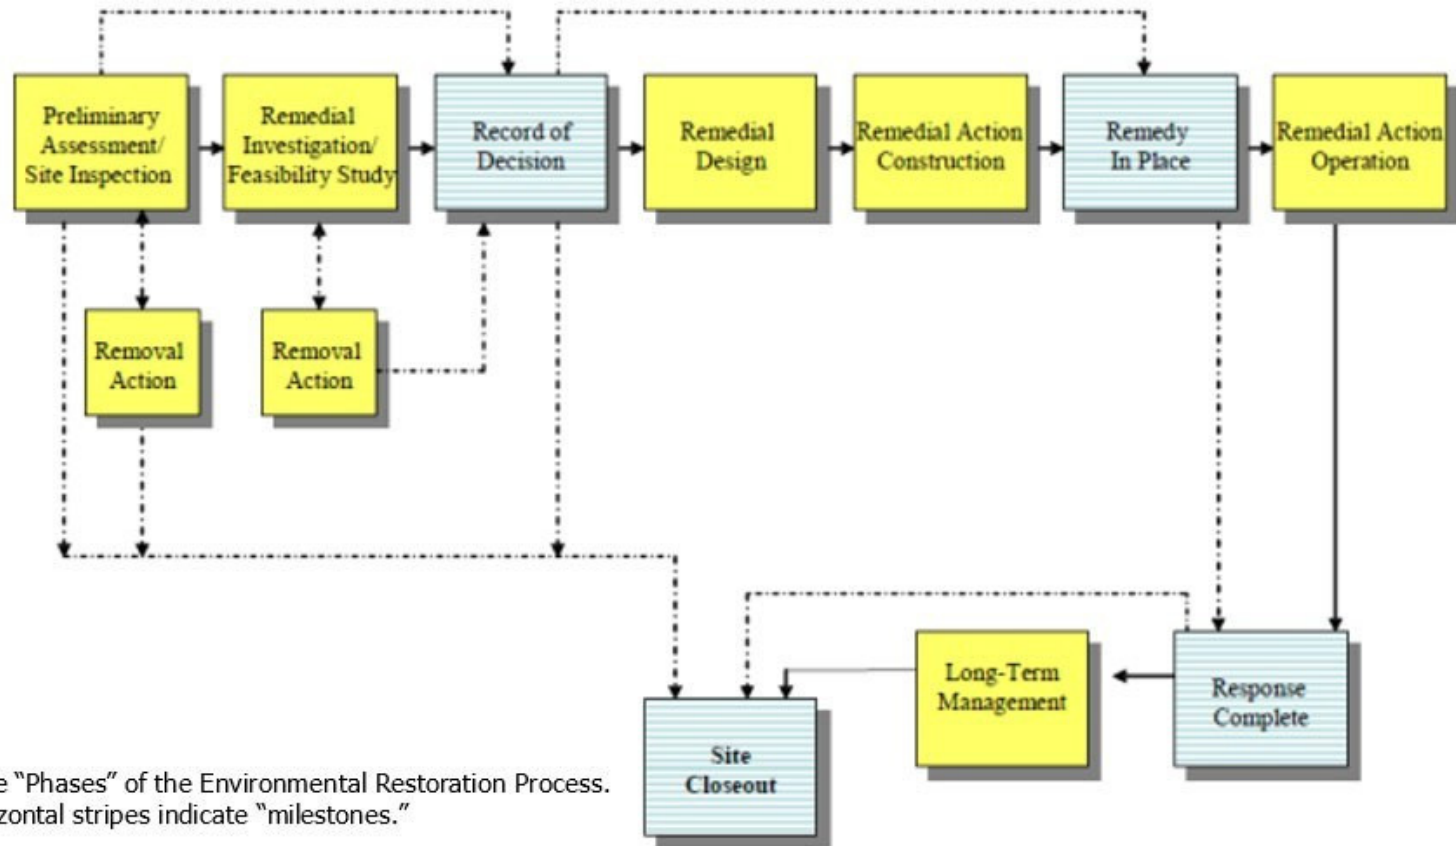 Preliminary
Assessment/
Site Inspection
Remedial
Investigation/
Feasibility Study
Record of
Decision
Remedial
Design
Remedial Action
Construction
Remedy
In Place
Remedial Action
Operation
Removal
Action
Removal
Action
Long-Term
Management
Response
Complete
Site
Closeout
“Phases” of the Environmental Restoration Process.
stripes indicate “milestones.”